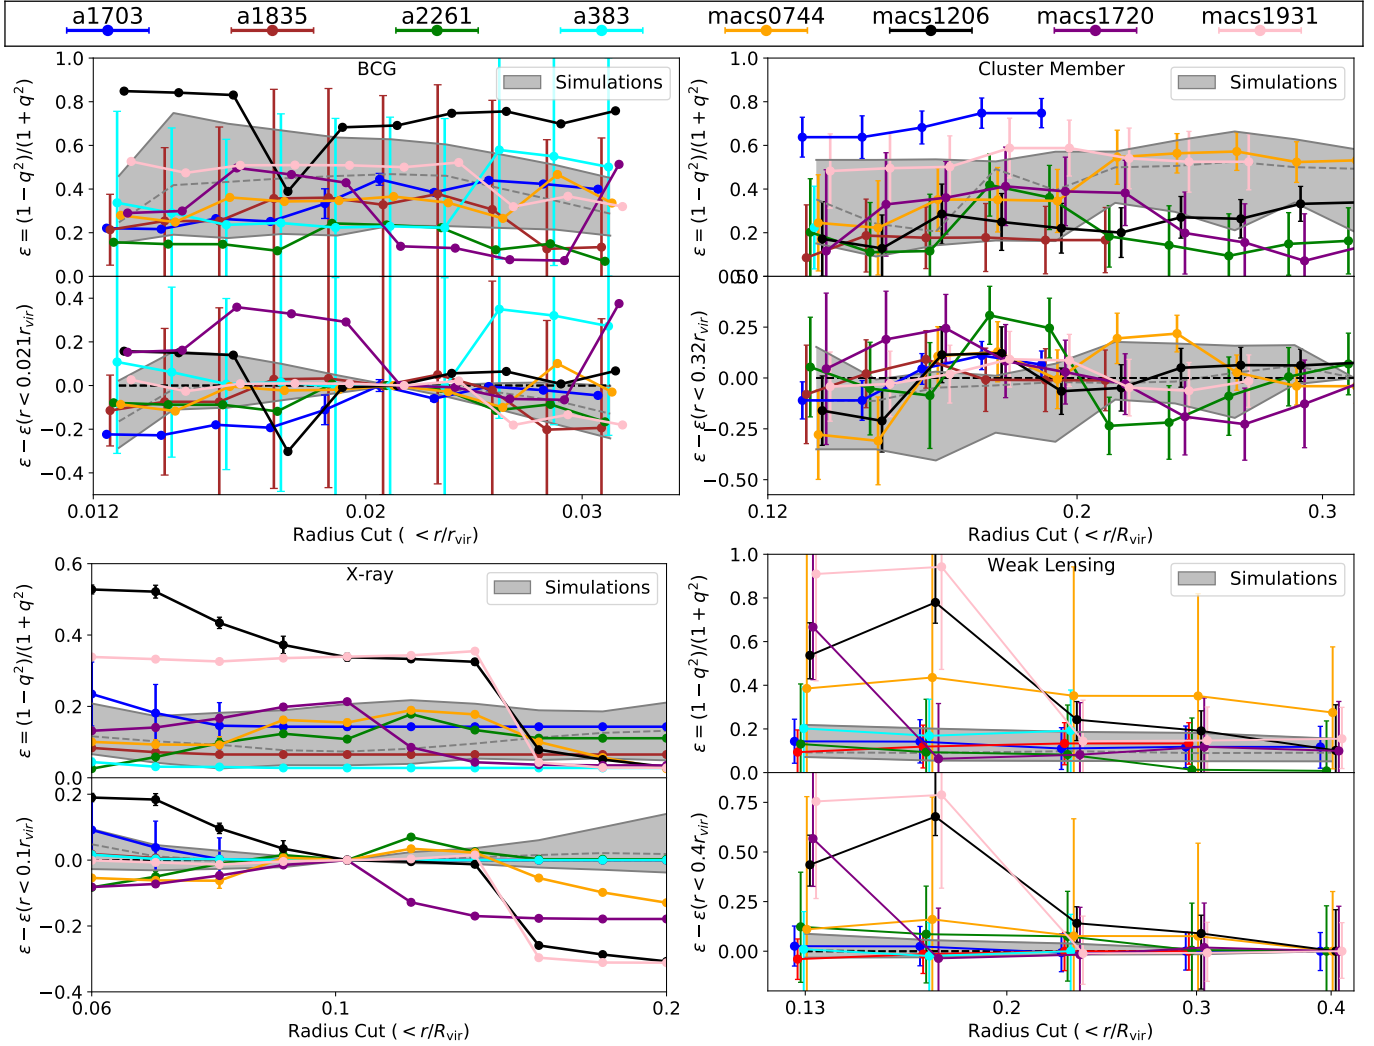 a1703 a1835 a2261 a383 macs0744 macs1206 macs1720 macs1931
BCG
Simulations
1.0
0.8
0.6
0.4
0.2
0.0
ε = (1 − q²)/(1 + q²)
0.4
0.2
0.0
−0.2
−0.4
ε − ε(r < 0.021r_vir)
0.012 0.02 0.03
Radius Cut ( < r/r_vir)
Cluster Member
Simulations
1.0
0.8
0.6
0.4
0.2
0.0
ε = (1 − q²)/(1 + q²)
0.50
0.25
0.00
−0.25
−0.50
ε − ε(r < 0.32r_vir)
0.12 0.2 0.3
Radius Cut ( < r/R_vir)
X-ray
Simulations
0.6
0.4
0.2
0.0
ε = (1 − q²)/(1 + q²)
0.2
0.0
−0.2
−0.4
ε − ε(r < 0.1r_vir)
0.06 0.1 0.2
Radius Cut ( < r/R_vir)
Weak Lensing
Simulations
1.0
0.8
0.6
0.4
0.2
0.0
ε = (1 − q²)/(1 + q²)
0.75
0.50
0.25
0.00
ε − ε(r < 0.4r_vir)
0.13 0.2 0.3 0.4
Radius Cut ( < r/R_vir)